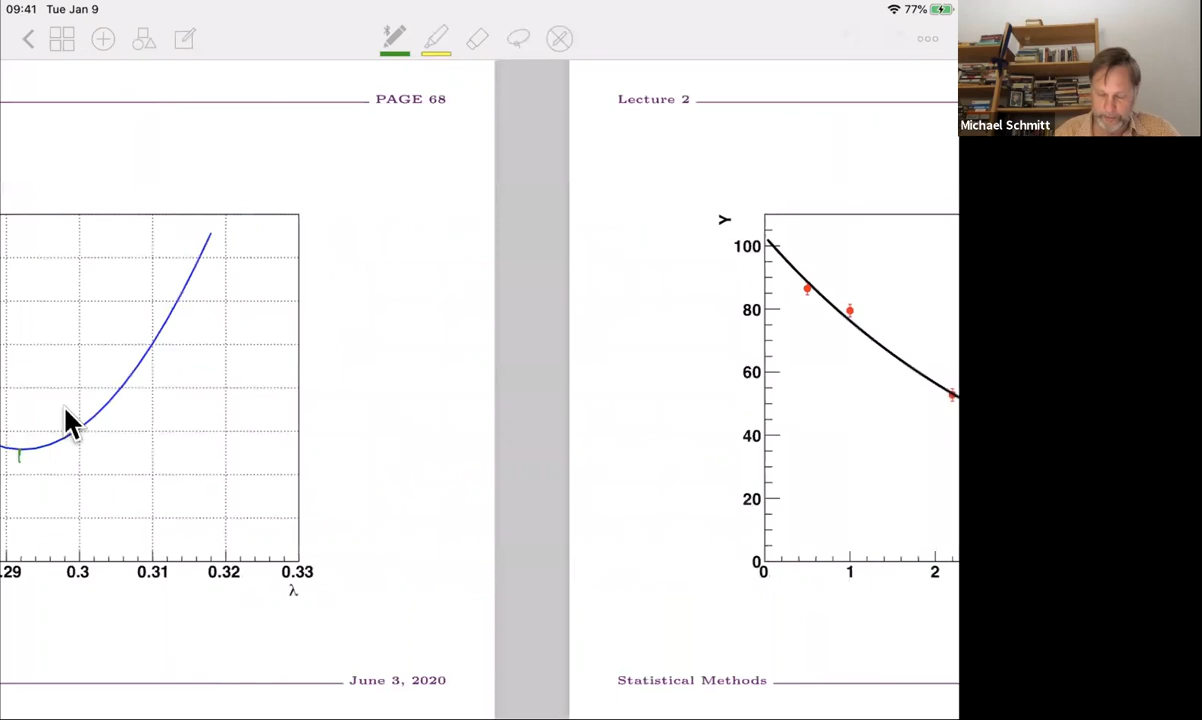 09:41 Tue Jan 9
77%
Michael Schmitt
PAGE 68
.29 0.3 0.31 0.32 0.33
λ
June 3, 2020
Lecture 2
Y
100
80
60
40
20
0
0 1 2
Statistical Methods